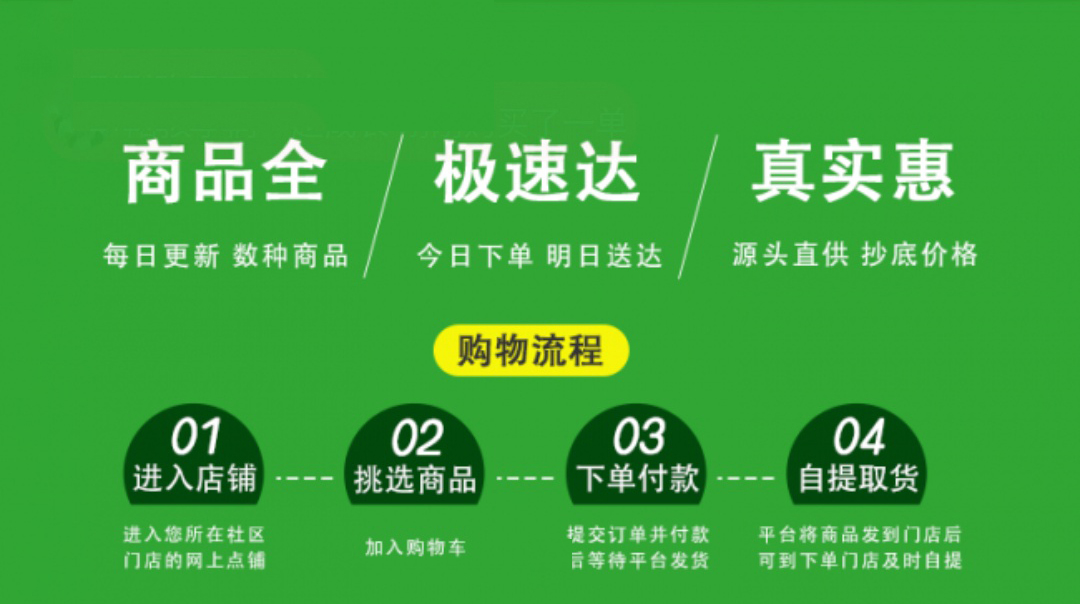 买了一单
商品全 极速达 真实惠
每日更新 数种商品 今日下单 明日送达 源头直供 抄底价格
购物流程
01 02 03 04
进入店铺 挑选商品 下单付款 自提取货
进入您所在社区
门店的网上点铺
加入购物车
提交订单并付款
后等待平台发货
平台将商品发到门店后
可到下单门店及时自提